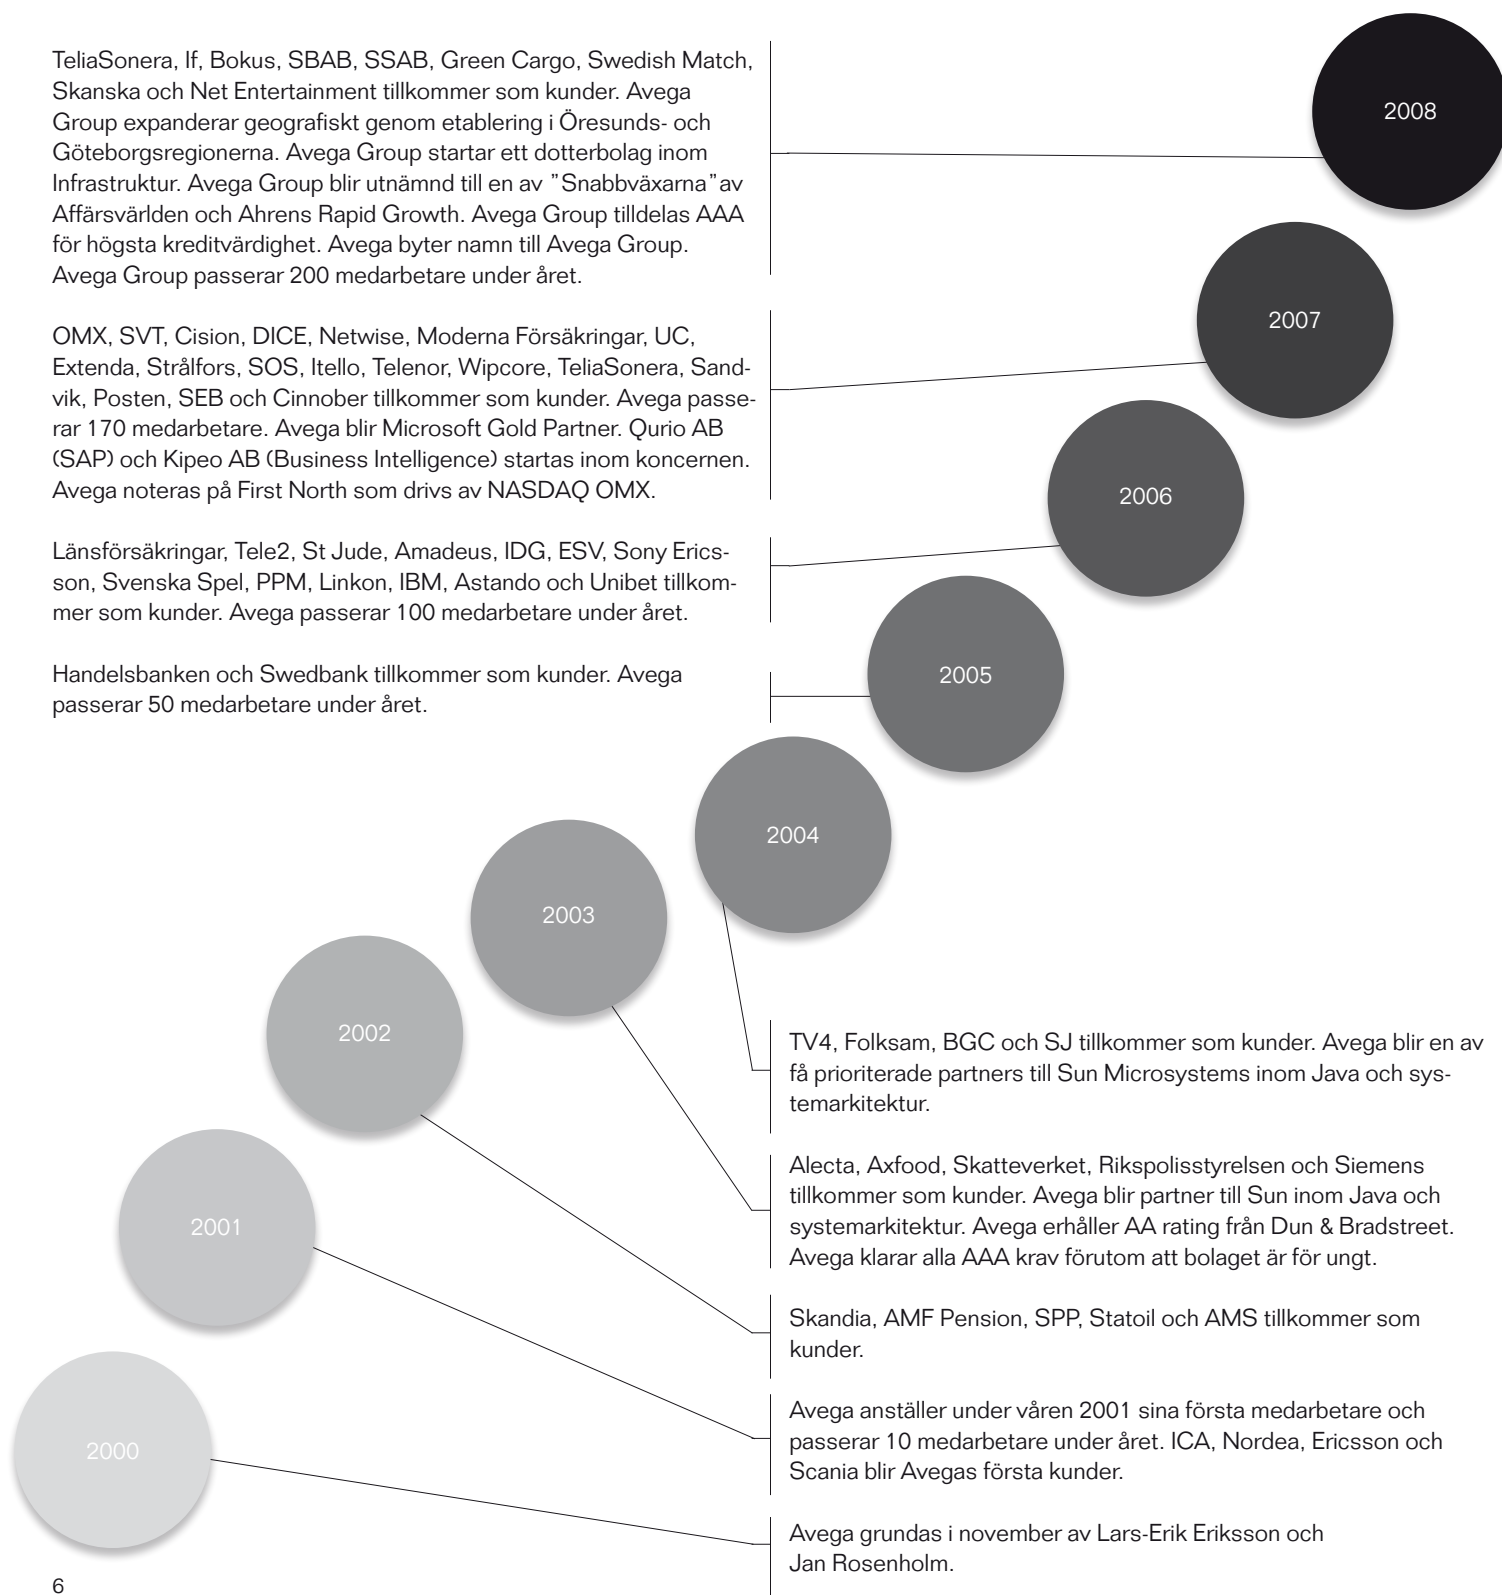 TeliaSonera, If, Bokus, SBAB, SSAB, Green Cargo, Swedish Match,
Skanska och Net Entertainment tillkommer som kunder. Avega
Group expanderar geografiskt genom etablering i Öresunds- och
Göteborgsregionerna. Avega Group startar ett dotterbolag inom
Infrastruktur. Avega Group blir utnämnd till en av ”Snabbväxarna”av
Affärsvärlden och Ahrens Rapid Growth. Avega Group tilldelas AAA
för högsta kreditvärdighet. Avega byter namn till Avega Group.
Avega Group passerar 200 medarbetare under året.
2008
OMX, SVT, Cision, DICE, Netwise, Moderna Försäkringar, UC,
Extenda, Strålfors, SOS, Itello, Telenor, Wipcore, TeliaSonera, Sand-
vik, Posten, SEB och Cinnober tillkommer som kunder. Avega passe-
rar 170 medarbetare. Avega blir Microsoft Gold Partner. Qurio AB
(SAP) och Kipeo AB (Business Intelligence) startas inom koncernen.
Avega noteras på First North som drivs av NASDAQ OMX.
2007
Länsförsäkringar, Tele2, St Jude, Amadeus, IDG, ESV, Sony Erics-
son, Svenska Spel, PPM, Linkon, IBM, Astando och Unibet tillkom-
mer som kunder. Avega passerar 100 medarbetare under året.
2006
Handelsbanken och Swedbank tillkommer som kunder. Avega
passerar 50 medarbetare under året.
2005
2004
TV4, Folksam, BGC och SJ tillkommer som kunder. Avega blir en av
få prioriterade partners till Sun Microsystems inom Java och sys-
temarkitektur.
2003
Alecta, Axfood, Skatteverket, Rikspolisstyrelsen och Siemens
tillkommer som kunder. Avega blir partner till Sun inom Java och
systemarkitektur. Avega erhåller AA rating från Dun & Bradstreet.
Avega klarar alla AAA krav förutom att bolaget är för ungt.
2002
Skandia, AMF Pension, SPP, Statoil och AMS tillkommer som
kunder.
2001
Avega anställer under våren 2001 sina första medarbetare och
passerar 10 medarbetare under året. ICA, Nordea, Ericsson och
Scania blir Avegas första kunder.
2000
Avega grundas i november av Lars-Erik Eriksson och
Jan Rosenholm.
6